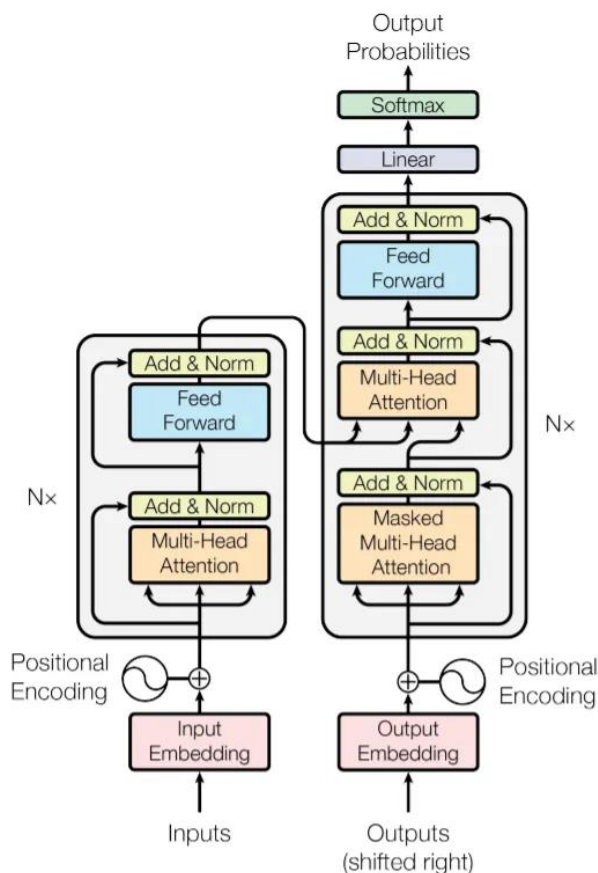 Output
Probabilities
Softmax
Linear
Add & Norm
Feed
Forward
Add & Norm
Multi-Head
Attention
Add & Norm
Masked
Multi-Head
Attention
N×
Add & Norm
Feed
Forward
N×
Add & Norm
Multi-Head
Attention
Positional
Encoding
Positional
Encoding
Input
Embedding
Output
Embedding
Inputs
Outputs
(shifted right)